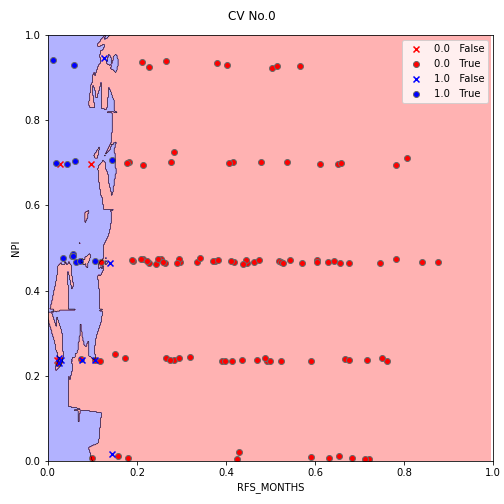 CV No.0
1.0
0.0 False
0.0 True
1.0 False
1.0 True
0.8
0.6
NPI
0.4
0.2
0.0
0.0 0.2 0.4 0.6 0.8 1.0
RFS_MONTHS